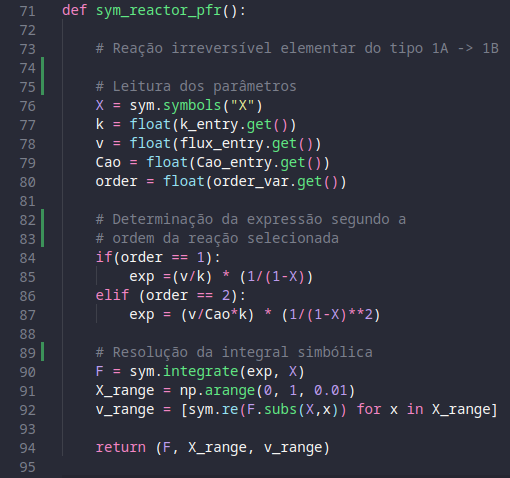 71 def sym_reactor_pfr():
72
73     # Reação irreversível elementar do tipo 1A -> 1B
74
75     # Leitura dos parâmetros
76     X = sym.symbols("X")
77     k = float(k_entry.get())
78     v = float(flux_entry.get())
79     Cao = float(Cao_entry.get())
80     order = float(order_var.get())
81
82     # Determinação da expressão segundo a
83     # ordem da reação selecionada
84     if(order == 1):
85         exp =(v/k) * (1/(1-X))
86     elif (order == 2):
87         exp = (v/Cao*k) * (1/(1-X)**2)
88
89     # Resolução da integral simbólica
90     F = sym.integrate(exp, X)
91     X_range = np.arange(0, 1, 0.01)
92     v_range = [sym.re(F.subs(X,x)) for x in X_range]
93
94     return (F, X_range, v_range)
95